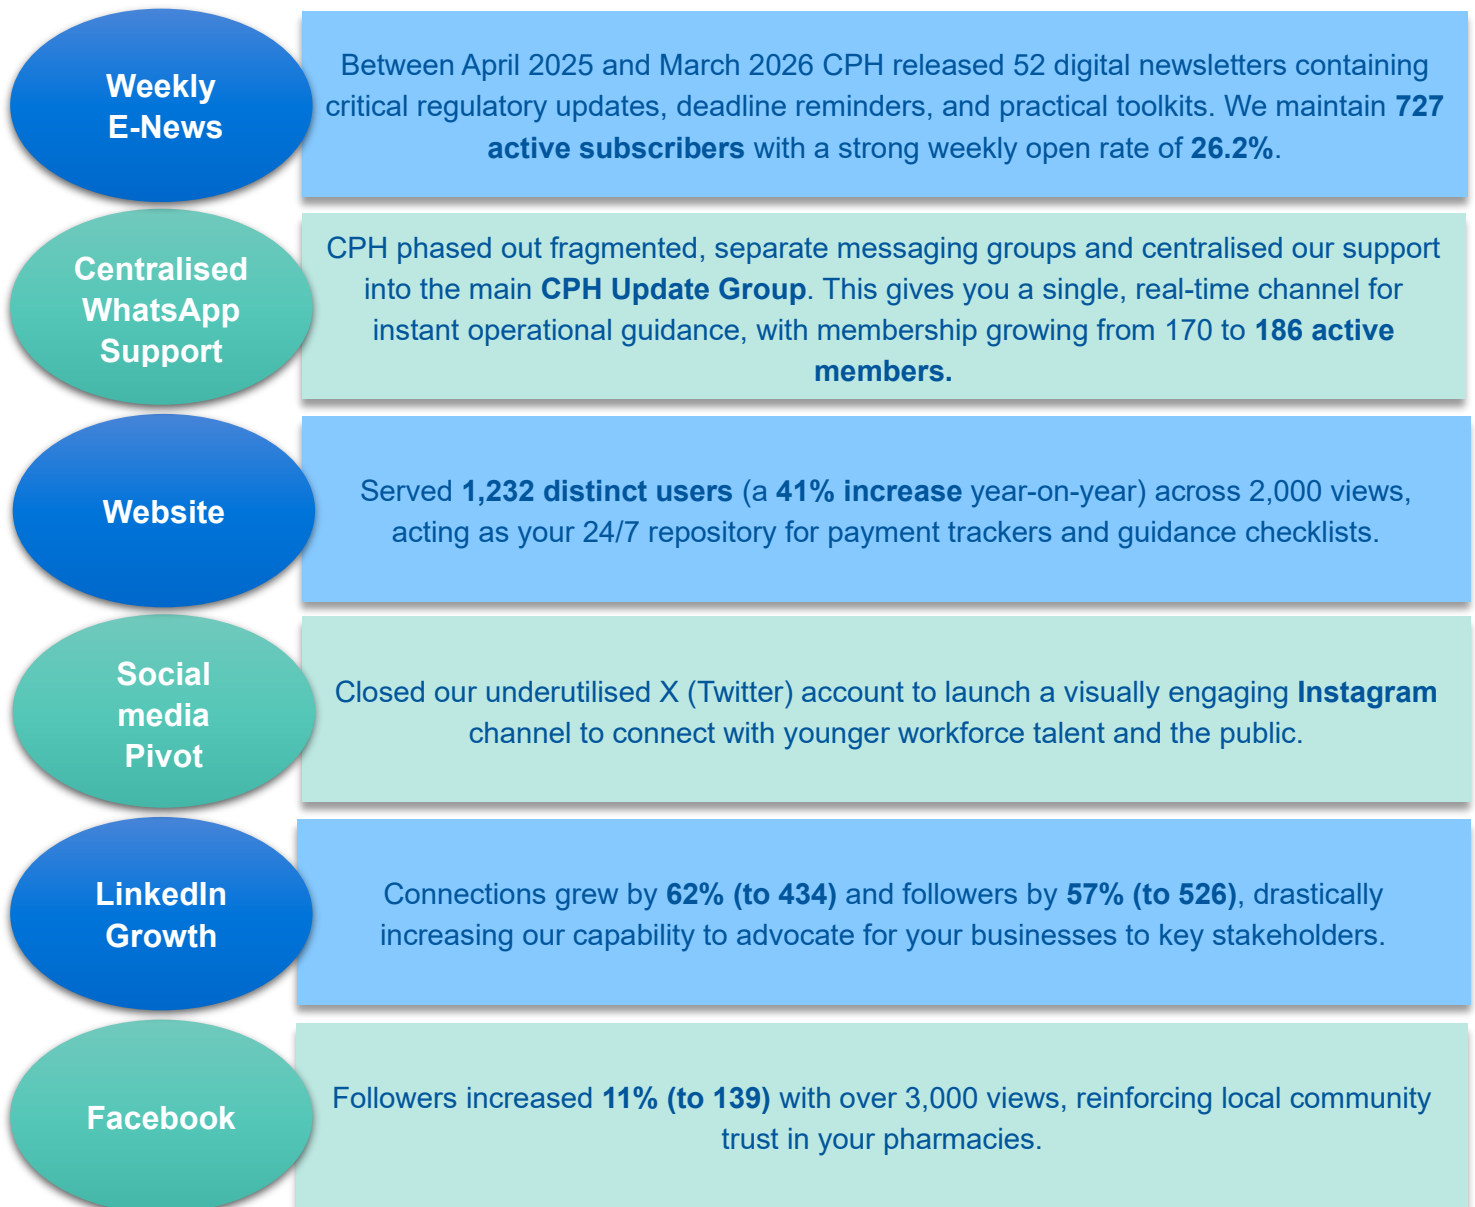 Weekly
E-News
Between April 2025 and March 2026 CPH released 52 digital newsletters containing
critical regulatory updates, deadline reminders, and practical toolkits. We maintain 727
active subscribers with a strong weekly open rate of 26.2%.
Centralised
WhatsApp
Support
CPH phased out fragmented, separate messaging groups and centralised our support
into the main CPH Update Group. This gives you a single, real-time channel for
instant operational guidance, with membership growing from 170 to 186 active
members.
Website
Served 1,232 distinct users (a 41% increase year-on-year) across 2,000 views,
acting as your 24/7 repository for payment trackers and guidance checklists.
Social
media
Pivot
Closed our underutilised X (Twitter) account to launch a visually engaging Instagram
channel to connect with younger workforce talent and the public.
LinkedIn
Growth
Connections grew by 62% (to 434) and followers by 57% (to 526), drastically
increasing our capability to advocate for your businesses to key stakeholders.
Facebook
Followers increased 11% (to 139) with over 3,000 views, reinforcing local community
trust in your pharmacies.